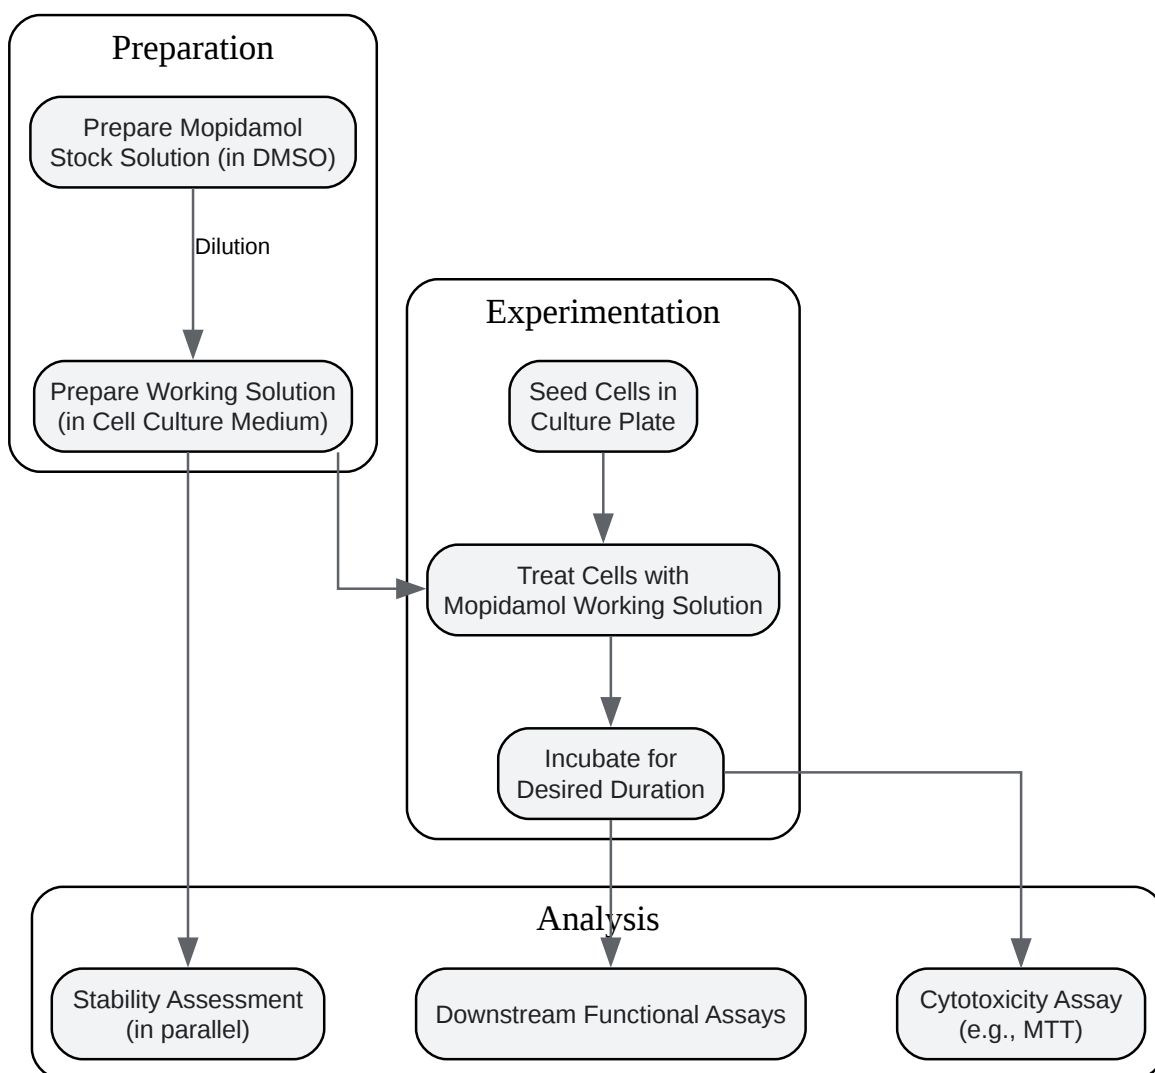 Preparation
Prepare Mopidamol
Stock Solution (in DMSO)
Dilution
Prepare Working Solution
(in Cell Culture Medium)
Experimentation
Seed Cells in
Culture Plate
Treat Cells with
Mopidamol Working Solution
Incubate for
Desired Duration
Analysis
Stability Assessment
(in parallel)
Downstream Functional Assays
Cytotoxicity Assay
(e.g., MTT)